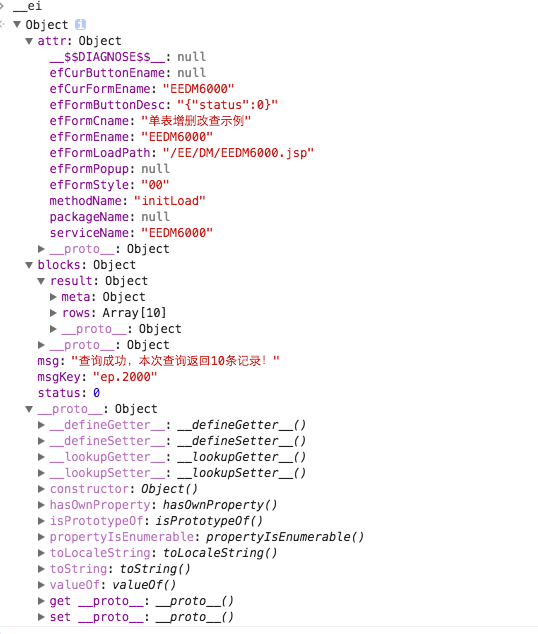 __ei
Object i
attr: Object
__$$DIAGNOSE$$__: null
efCurButtonEname: null
efCurFormEname: "EEDM6000"
efFormButtonDesc: "{"status":0}"
efFormCname: "单表增删改查示例"
efFormEname: "EEDM6000"
efFormLoadPath: "/EE/DM/EEDM6000.jsp"
efFormPopup: null
efFormStyle: "00"
methodName: "initLoad"
packageName: null
serviceName: "EEDM6000"
__proto__: Object
blocks: Object
result: Object
meta: Object
rows: Array[10]
__proto__: Object
__proto__: Object
msg: "查询成功，本次查询返回10条记录！"
msgKey: "ep.2000"
status: 0
__proto__: Object
__defineGetter__: __defineGetter__()
__defineSetter__: __defineSetter__()
__lookupGetter__: __lookupGetter__()
__lookupSetter__: __lookupSetter__()
constructor: Object()
hasOwnProperty: hasOwnProperty()
isPrototypeOf: isPrototypeOf()
propertyIsEnumerable: propertyIsEnumerable()
toLocaleString: toLocaleString()
toString: toString()
valueOf: valueOf()
get __proto__: __proto__()
set __proto__: __proto__()